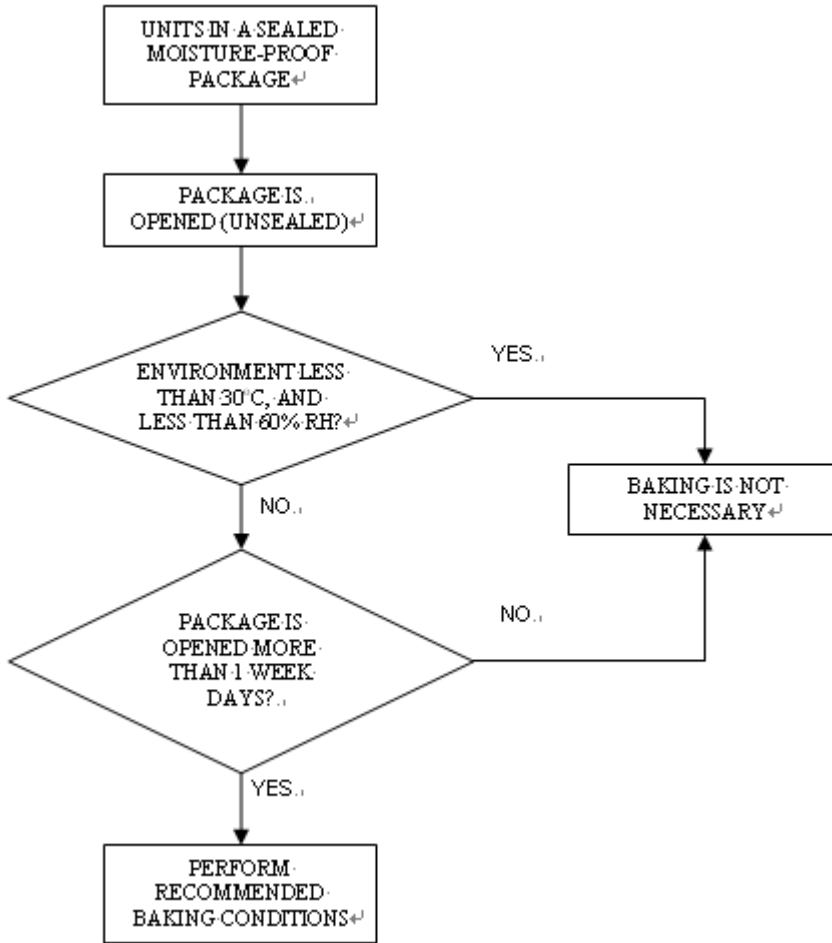 UNITS IN A SEALED
MOISTURE-PROOF
PACKAGE
PACKAGE IS
OPENED (UNSEALED)
ENVIRONMENT LESS
THAN 30°C, AND
LESS THAN 60% RH?
YES
BAKING IS NOT
NECESSARY
NO
PACKAGE IS
OPENED MORE
THAN 1 WEEK
DAYS?
NO
YES
PERFORM
RECOMMENDED
BAKING CONDITIONS